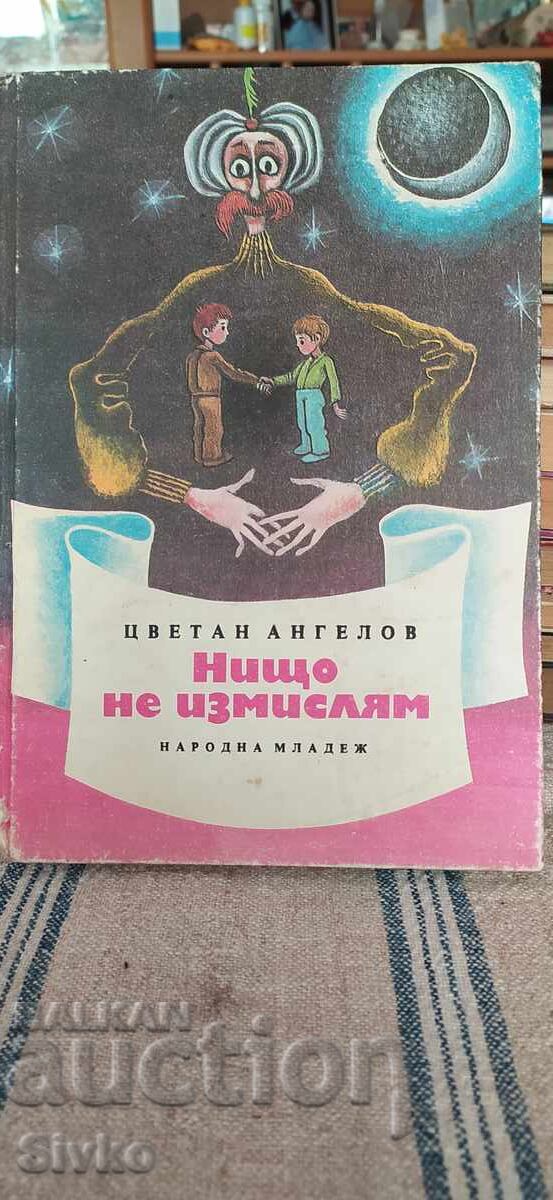 ЦВЕТАН АНГЕЛОВ
Нищо
не измислям
НАРОДНА МЛАДЕЖ
BALKAN
auction
Sivko